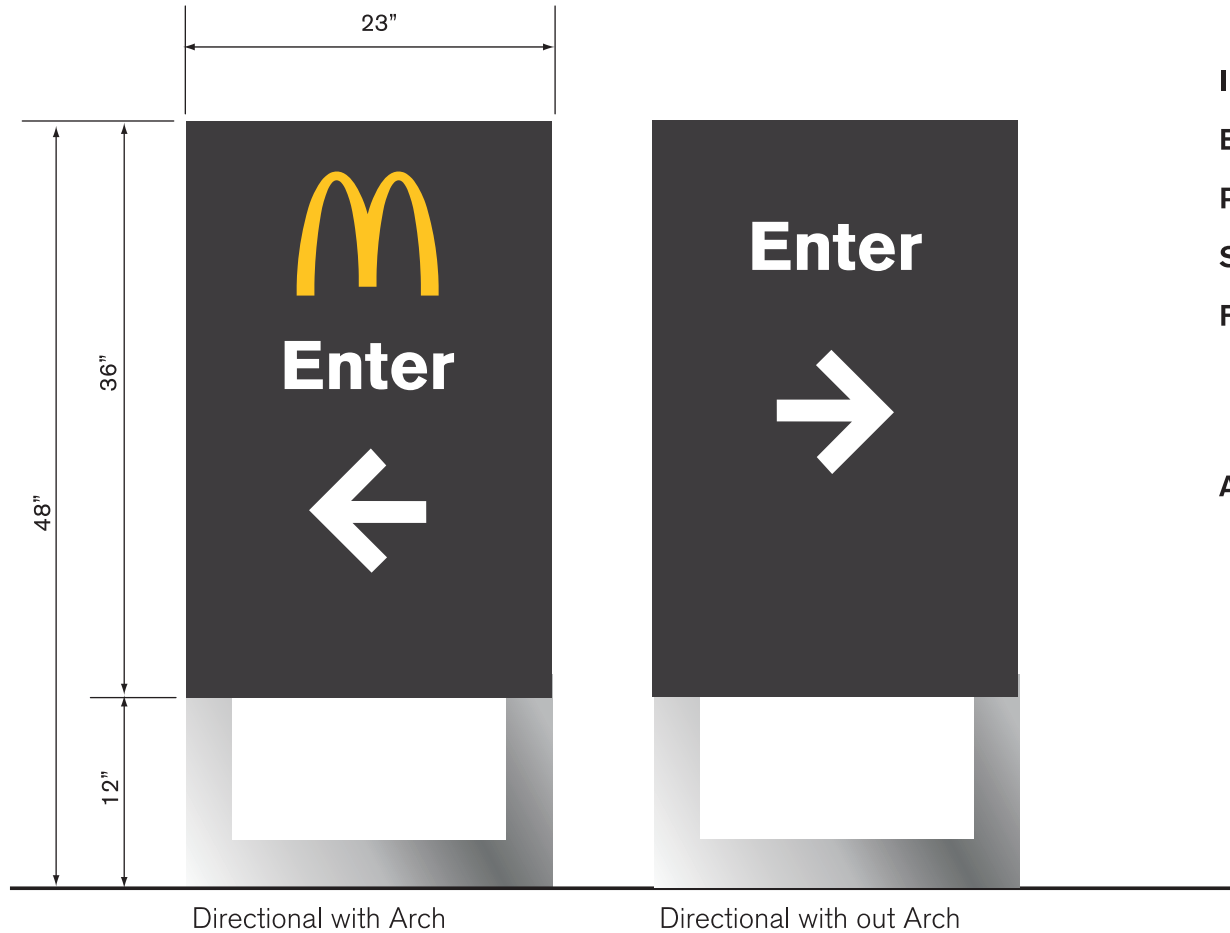 23”
36”
48”
12”
Enter
Enter
Directional with Arch
Directional with out Arch